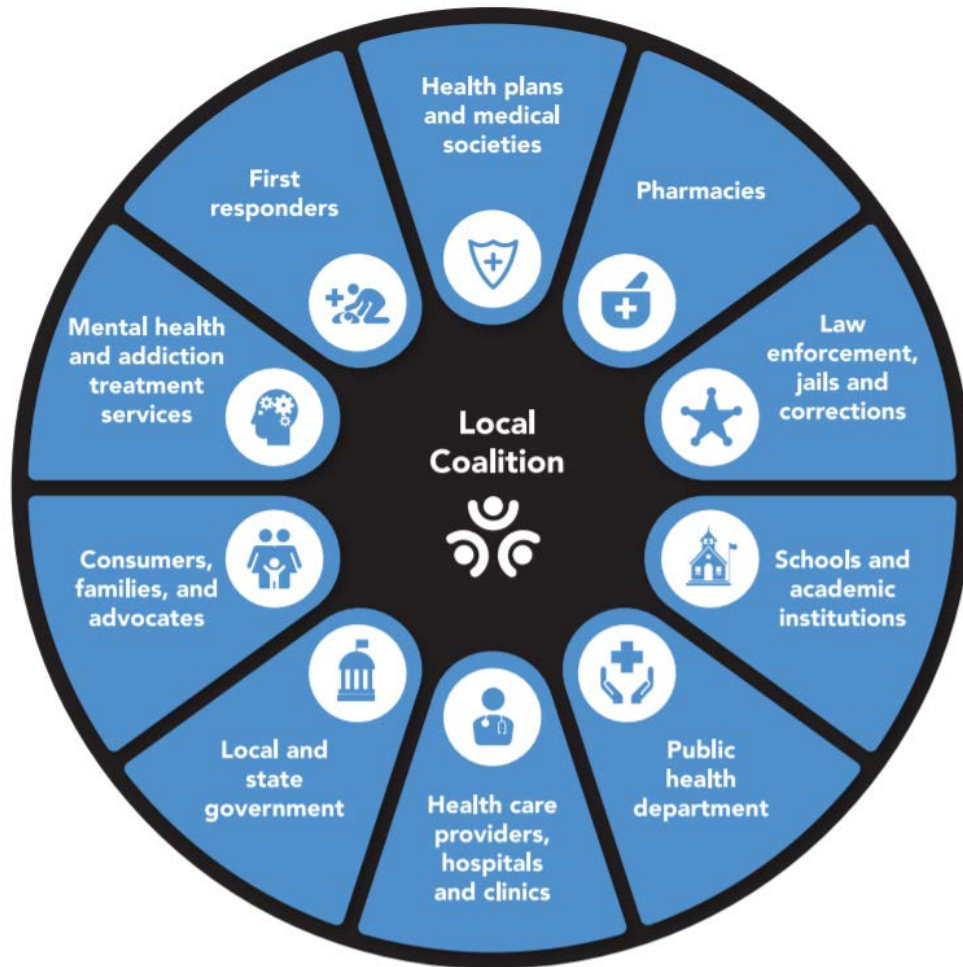 Health plans
and medical
societies
Pharmacies
Law
enforcement,
jails and
corrections
Schools and
academic
institutions
Public
health
department
Health care
providers,
hospitals
and clinics
Local and
state
government
Consumers,
families, and
advocates
Mental health
and addiction
treatment
services
First
responders
Local
Coalition